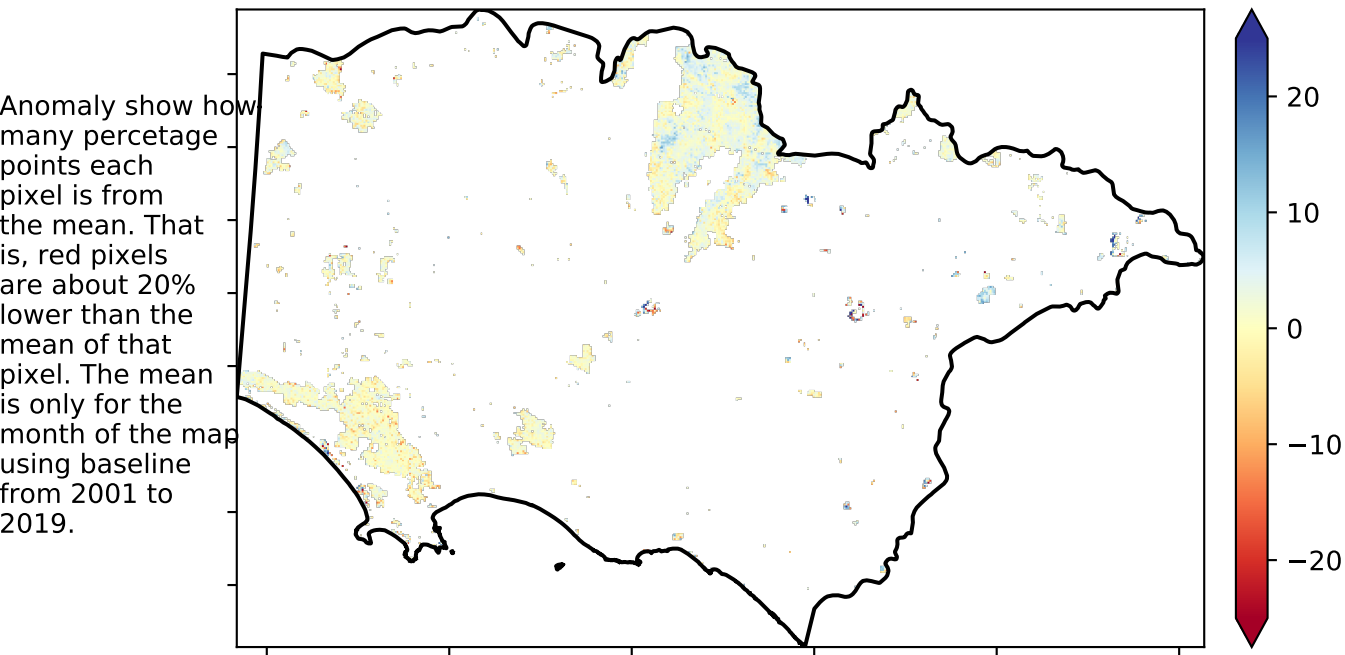 Anomaly show how
many percetage
points each
pixel is from
the mean. That
is, red pixels
are about 20%
lower than the
mean of that
pixel. The mean
is only for the
month of the map
using baseline
from 2001 to
2019.
20
10
0
−10
−20